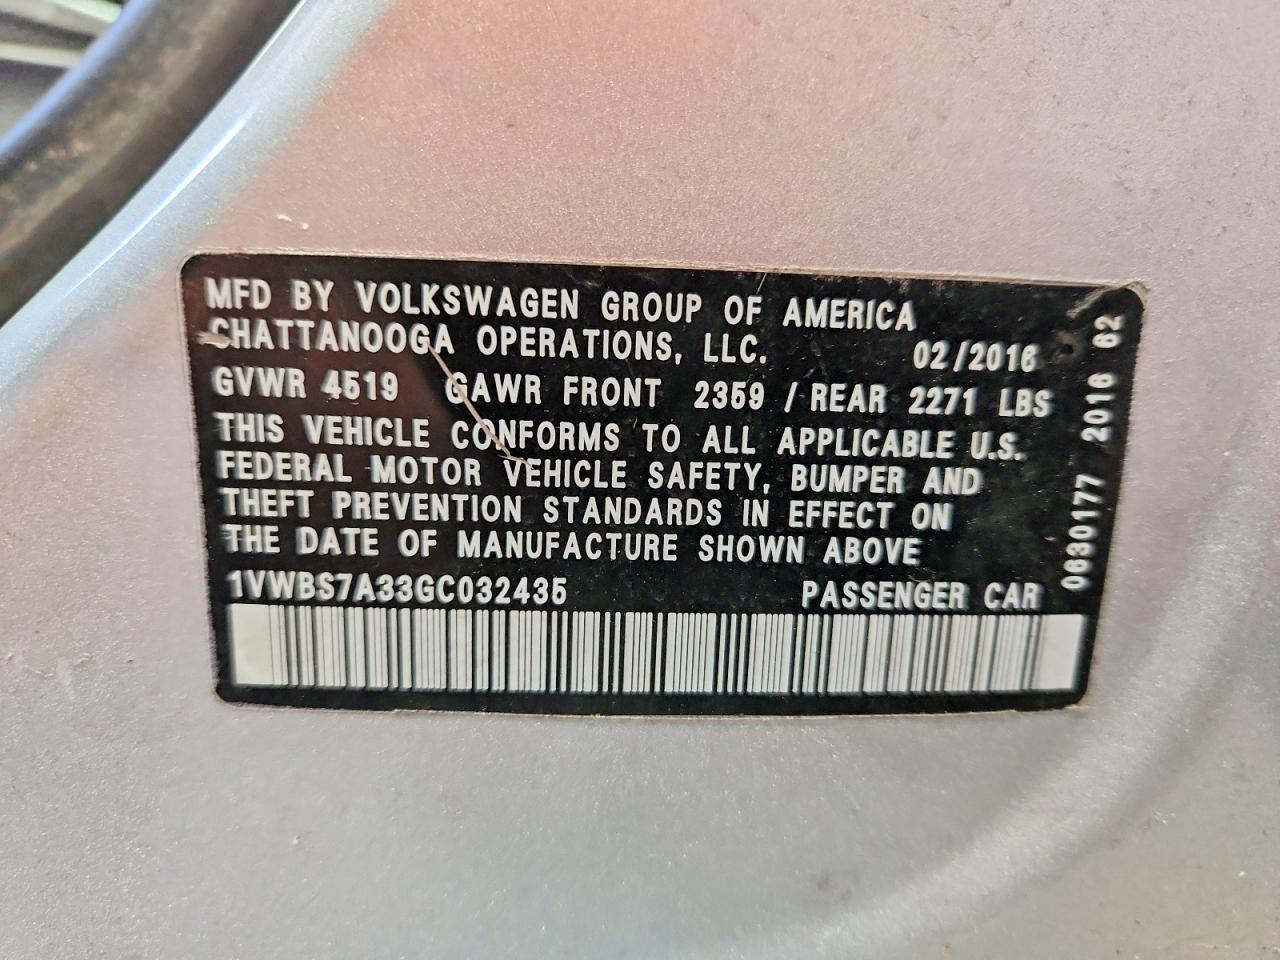 MFD BY VOLKSWAGEN GROUP OF AMERICA
CHATTANOOGA OPERATIONS, LLC. 02/2016
GVWR 4519 GAWR FRONT 2359 / REAR 2271 LBS
THIS VEHICLE CONFORMS TO ALL APPLICABLE U.S.
FEDERAL MOTOR VEHICLE SAFETY, BUMPER AND
THEFT PREVENTION STANDARDS IN EFFECT ON
THE DATE OF MANUFACTURE SHOWN ABOVE
1VWBS7A33GC032435 PASSENGER CAR
0630177 2016 62